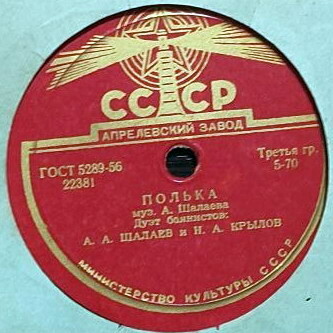 СССР
АПРЕЛЕВСКИЙ ЗАВОД
ГОСТ 5289-56
22381
Третья гр.
5-70
ПОЛЬКА
муз. А. Шалаева
Дуэт баянистов:
А. А. ШАЛАЕВ и Н. А. КРЫЛОВ
МИНИСТЕРСТВО КУЛЬТУРЫ СССР